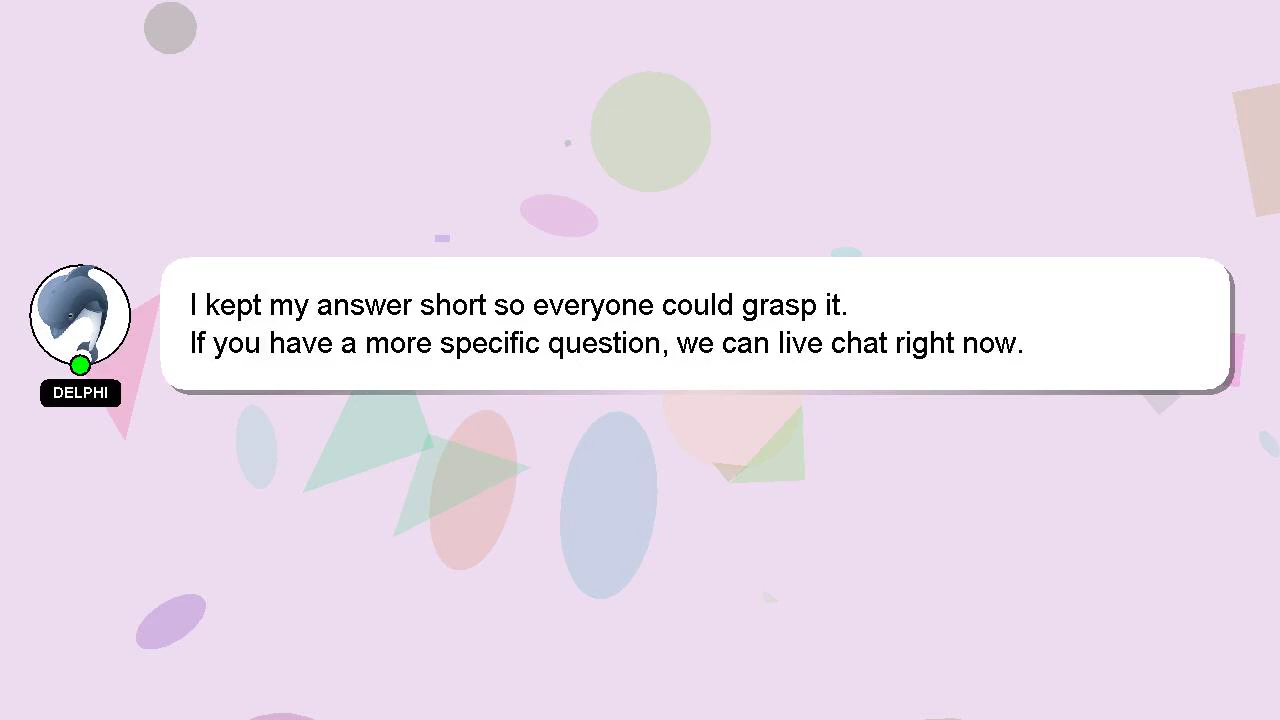 I kept my answer short so everyone could grasp it.
If you have a more specific question, we can live chat right now.
DELPHI